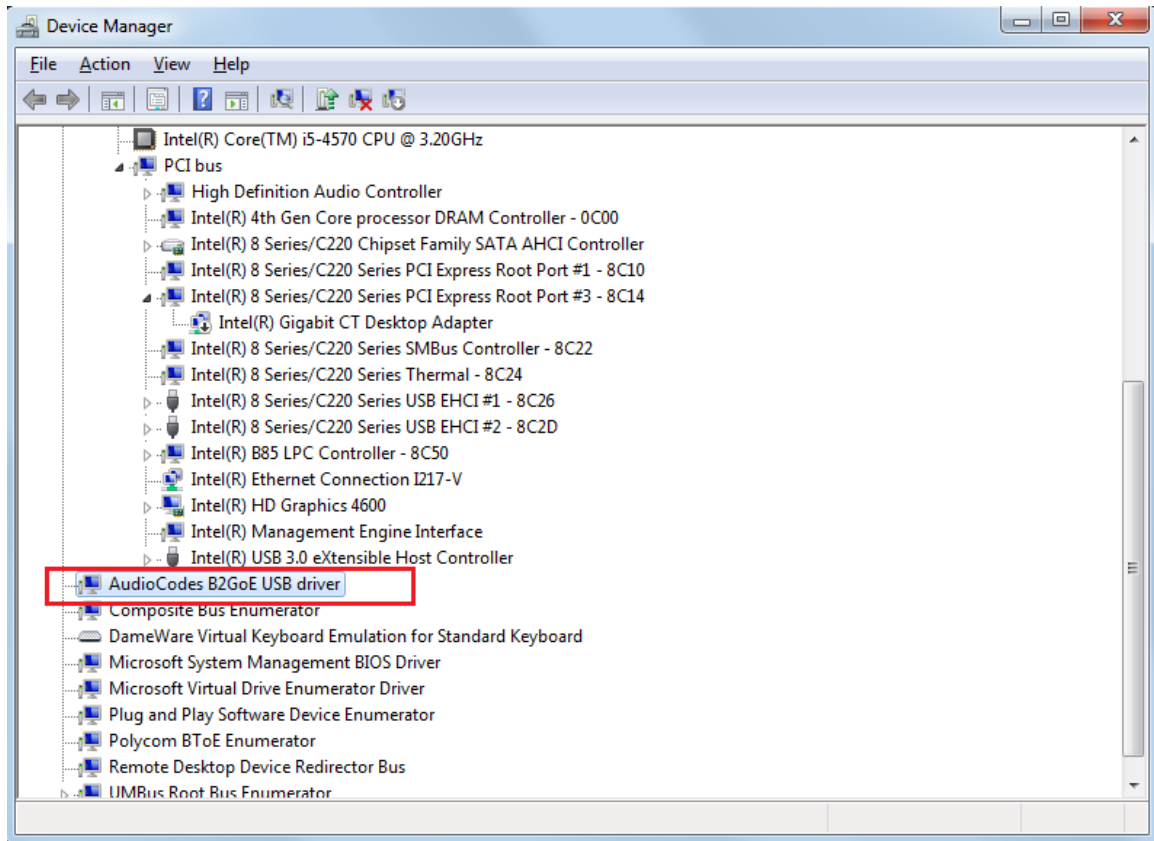 Device Manager
File Action View Help
Intel(R) Core(TM) i5-4570 CPU @ 3.20GHz
PCI bus
High Definition Audio Controller
Intel(R) 4th Gen Core processor DRAM Controller - 0C00
Intel(R) 8 Series/C220 Chipset Family SATA AHCI Controller
Intel(R) 8 Series/C220 Series PCI Express Root Port #1 - 8C10
Intel(R) 8 Series/C220 Series PCI Express Root Port #3 - 8C14
Intel(R) Gigabit CT Desktop Adapter
Intel(R) 8 Series/C220 Series SMBus Controller - 8C22
Intel(R) 8 Series/C220 Series Thermal - 8C24
Intel(R) 8 Series/C220 Series USB EHCI #1 - 8C26
Intel(R) 8 Series/C220 Series USB EHCI #2 - 8C2D
Intel(R) B85 LPC Controller - 8C50
Intel(R) Ethernet Connection I217-V
Intel(R) HD Graphics 4600
Intel(R) Management Engine Interface
Intel(R) USB 3.0 eXtensible Host Controller
AudioCodes B2GoE USB driver
Composite Bus Enumerator
DameWare Virtual Keyboard Emulation for Standard Keyboard
Microsoft System Management BIOS Driver
Microsoft Virtual Drive Enumerator Driver
Plug and Play Software Device Enumerator
Polycom BToE Enumerator
Remote Desktop Device Redirector Bus
UMBus Root Bus Enumerator